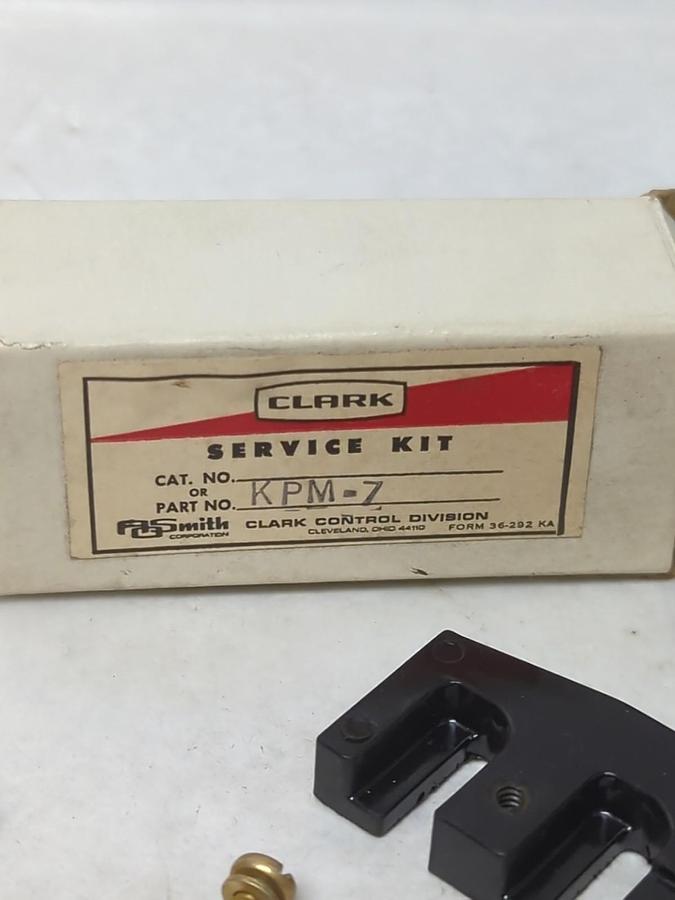 CLARK
SERVICE KIT
CAT. NO.
OR
PART NO. KPM-7
AOSmith CLARK CONTROL DIVISION
CORPORATION CLEVELAND, OHIO 44110 FORM 36-292 KA